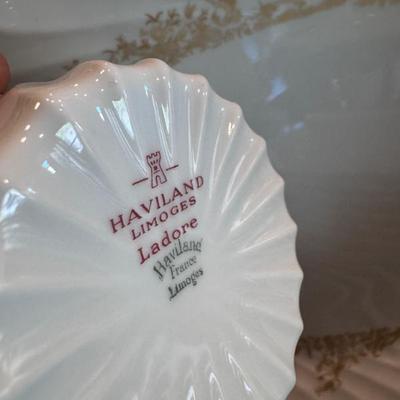 HAVILAND
LIMOGES
Ladore
Haviland
France
Limoges